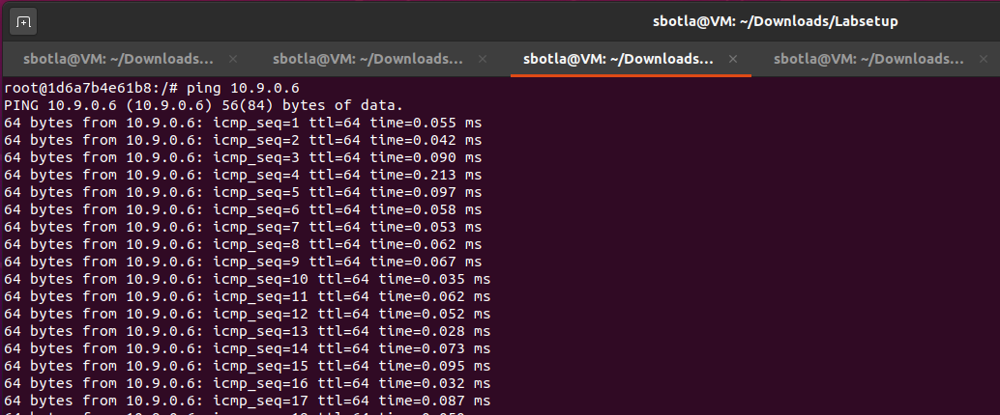 sbotla@VM: ~/Downloads/Labsetup
sbotla@VM: ~/Downloads... × sbotla@VM: ~/Downloads... × sbotla@VM: ~/Downloads... × sbotla@VM: ~/Downloads... ×
root@1d6a7b4e61b8:/# ping 10.9.0.6
PING 10.9.0.6 (10.9.0.6) 56(84) bytes of data.
64 bytes from 10.9.0.6: icmp_seq=1 ttl=64 time=0.055 ms
64 bytes from 10.9.0.6: icmp_seq=2 ttl=64 time=0.042 ms
64 bytes from 10.9.0.6: icmp_seq=3 ttl=64 time=0.090 ms
64 bytes from 10.9.0.6: icmp_seq=4 ttl=64 time=0.213 ms
64 bytes from 10.9.0.6: icmp_seq=5 ttl=64 time=0.097 ms
64 bytes from 10.9.0.6: icmp_seq=6 ttl=64 time=0.058 ms
64 bytes from 10.9.0.6: icmp_seq=7 ttl=64 time=0.053 ms
64 bytes from 10.9.0.6: icmp_seq=8 ttl=64 time=0.062 ms
64 bytes from 10.9.0.6: icmp_seq=9 ttl=64 time=0.067 ms
64 bytes from 10.9.0.6: icmp_seq=10 ttl=64 time=0.035 ms
64 bytes from 10.9.0.6: icmp_seq=11 ttl=64 time=0.062 ms
64 bytes from 10.9.0.6: icmp_seq=12 ttl=64 time=0.052 ms
64 bytes from 10.9.0.6: icmp_seq=13 ttl=64 time=0.028 ms
64 bytes from 10.9.0.6: icmp_seq=14 ttl=64 time=0.073 ms
64 bytes from 10.9.0.6: icmp_seq=15 ttl=64 time=0.095 ms
64 bytes from 10.9.0.6: icmp_seq=16 ttl=64 time=0.032 ms
64 bytes from 10.9.0.6: icmp_seq=17 ttl=64 time=0.087 ms